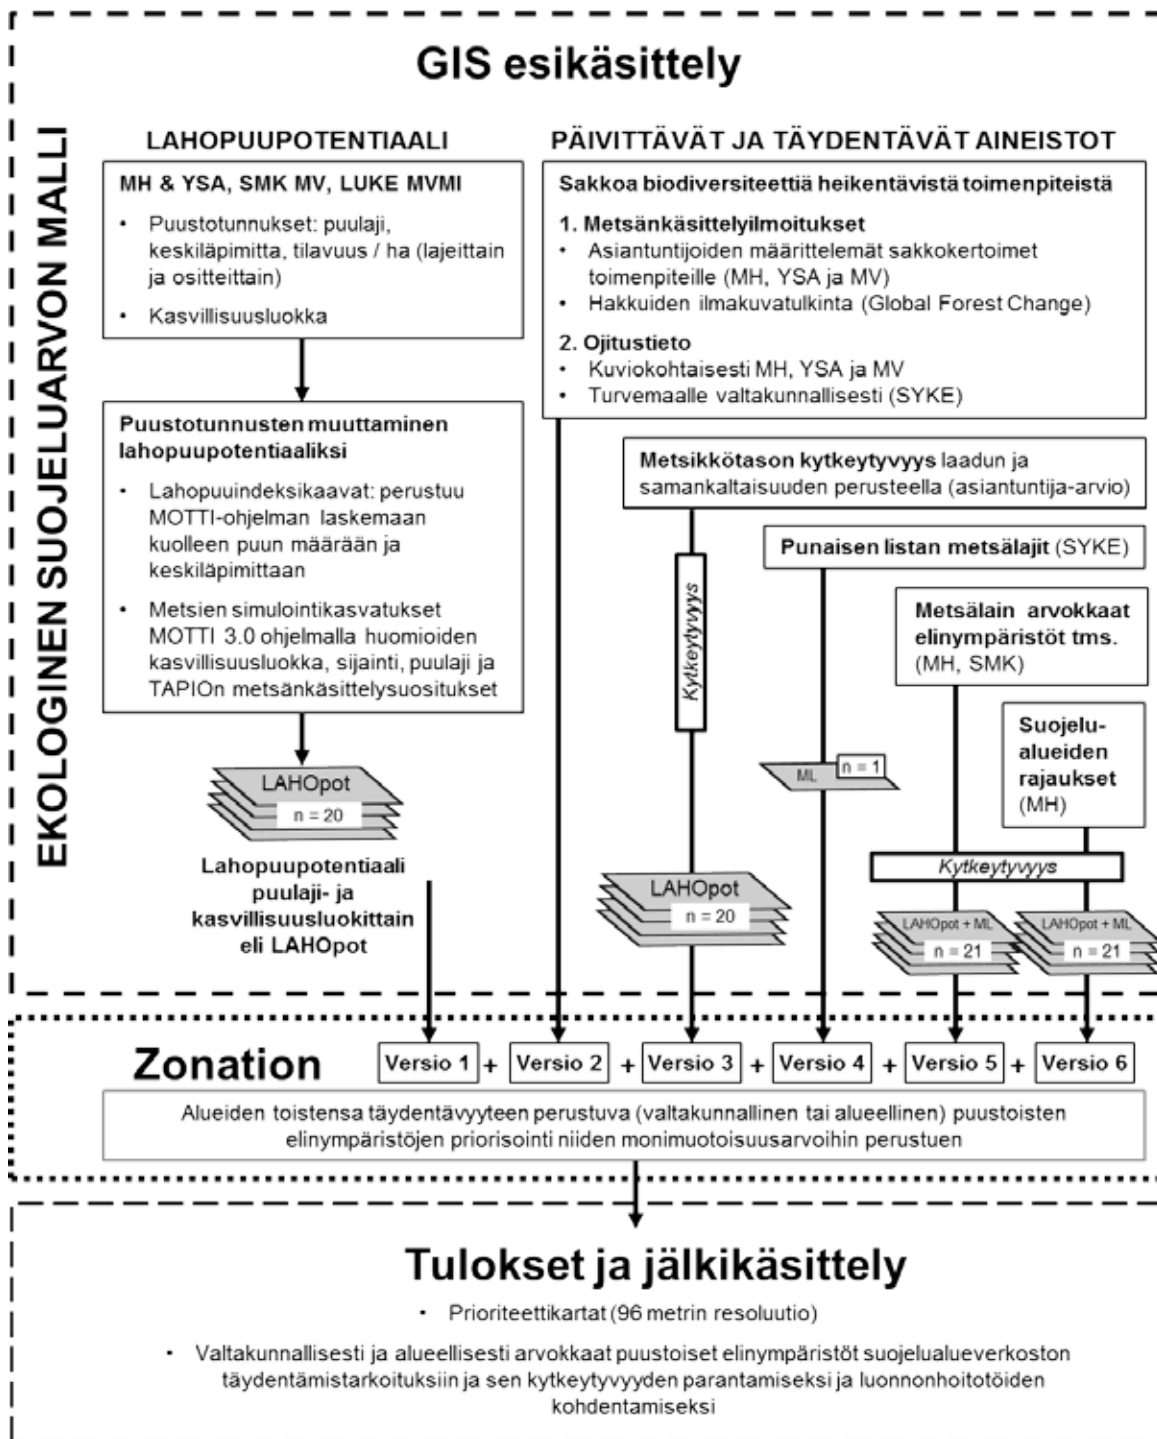 GIS esikäsittely
EKOLOGINEN SUOJELUARVON MALLI
LAHOPUUPOTENTIAALI
MH & YSA, SMK MV, LUKE MVMI
• Puustotunnukset: puulaji,
keskiläpimitta, tilavuus / ha (lajeittain
ja ositteittain)
• Kasvillisuusluokka
Puustotunnusten muuttaminen
lahopuupotentiaaliksi
• Lahopuuindeksikaavat: perustuu
MOTTI-ohjelman laskemaan
kuolleen puun määrään ja
keskiläpimittaan
• Metsien simulointikasvatukset
MOTTI 3.0 ohjelmalla huomioiden
kasvillisuusluokka, sijainti, puulaji ja
TAPIOn metsänkäsittelysuositukset
LAHOpot
n = 20
Lahopuupotentiaali
puulaji- ja
kasvillisuusluokittain
eli LAHOpot
PÄIVITTÄVÄT JA TÄYDENTÄVÄT AINEISTOT
Sakkoa biodiversiteettiä heikentävistä toimenpiteistä
1. Metsänkäsittelyilmoitukset
• Asiantuntijoiden määrittelemät sakkokertoimet
toimenpiteille (MH, YSA ja MV)
• Hakkuiden ilmakuvatulkinta (Global Forest Change)
2. Ojitustieto
• Kuviokohtaisesti MH, YSA ja MV
• Turvemaalle valtakunnallisesti (SYKE)
Metsikkötason kytkeytyvyys laadun ja
samankaltaisuuden perusteella (asiantuntija-arvio)
Kytkeytyvyys
LAHOpot
n = 20
Punaisen listan metsälajit (SYKE)
ML
n = 1
Metsälain arvokkaat
elinympäristöt tms.
(MH, SMK)
Suojelu-
alueiden
rajaukset
(MH)
Kytkeytyvyys
LAHOpot + ML
n = 21
LAHOpot + ML
n = 21
Zonation
Versio 1 + Versio 2 + Versio 3 + Versio 4 + Versio 5 + Versio 6
Alueiden toistensa täydentävyyteen perustuva (valtakunnallinen tai alueellinen) puustoisten
elinympäristöjen priorisointi niiden monimuotoisuusarvoihin perustuen
Tulokset ja jälkikäsittely
• Prioriteettikartat (96 metrin resoluutio)
• Valtakunnallisesti ja alueellisesti arvokkaat puustoiset elinympäristöt suojelualueverkoston
täydentämistarkoituksiin ja sen kytkeytyvyyden parantamiseksi ja luonnonhoitotöiden
kohdentamiseksi